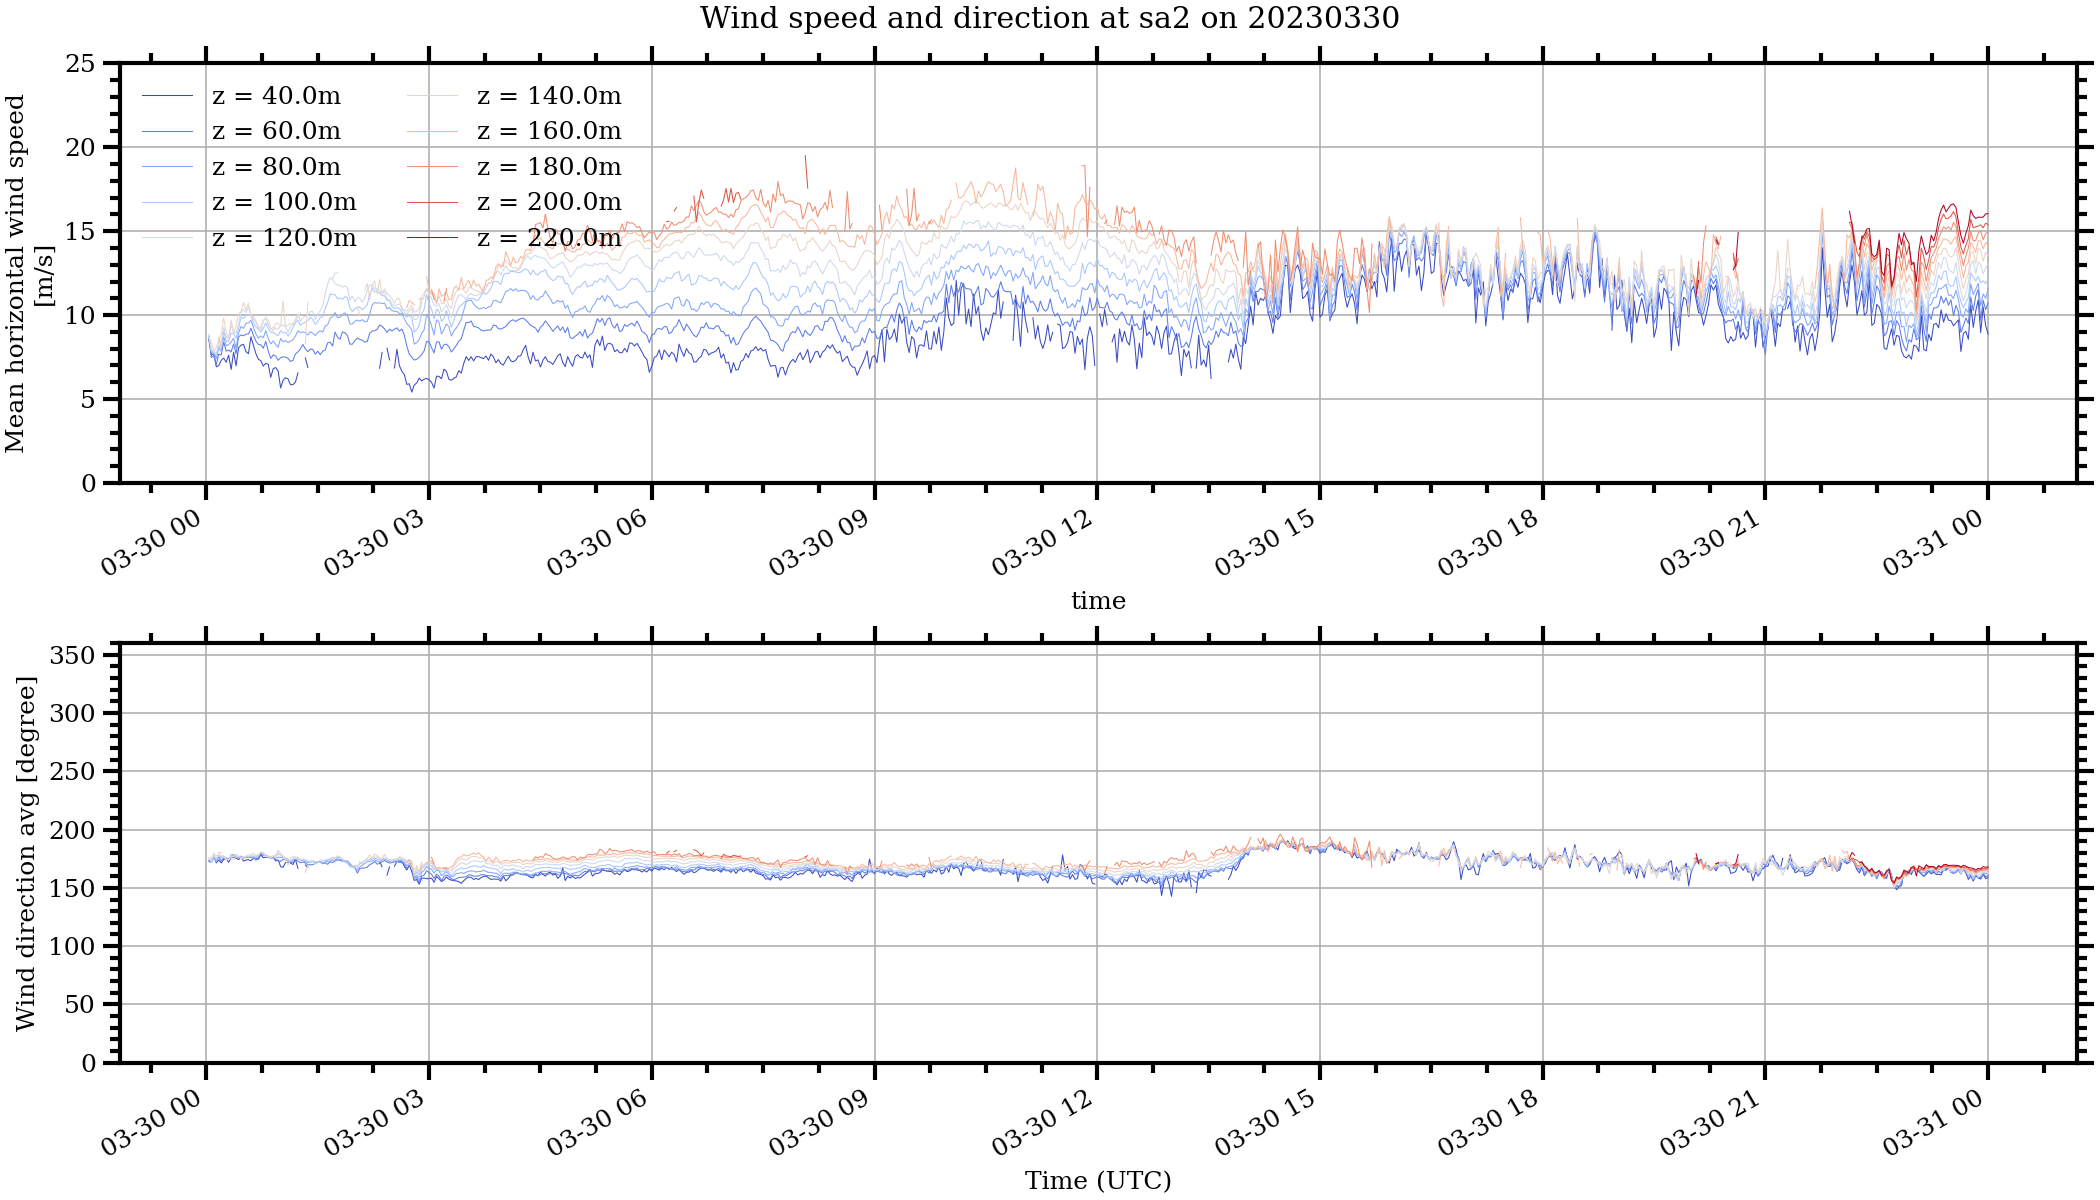 Wind speed and direction at sa2 on 20230330
Mean horizontal wind speed
[m/s]
25
20
15
10
5
0
z = 40.0m
z = 60.0m
z = 80.0m
z = 100.0m
z = 120.0m
z = 140.0m
z = 160.0m
z = 180.0m
z = 200.0m
z = 220.0m
03-30 00
03-30 03
03-30 06
03-30 09
03-30 12
03-30 15
03-30 18
03-30 21
03-31 00
time
Wind direction avg [degree]
350
300
250
200
150
100
50
0
03-30 00
03-30 03
03-30 06
03-30 09
03-30 12
03-30 15
03-30 18
03-30 21
03-31 00
Time (UTC)